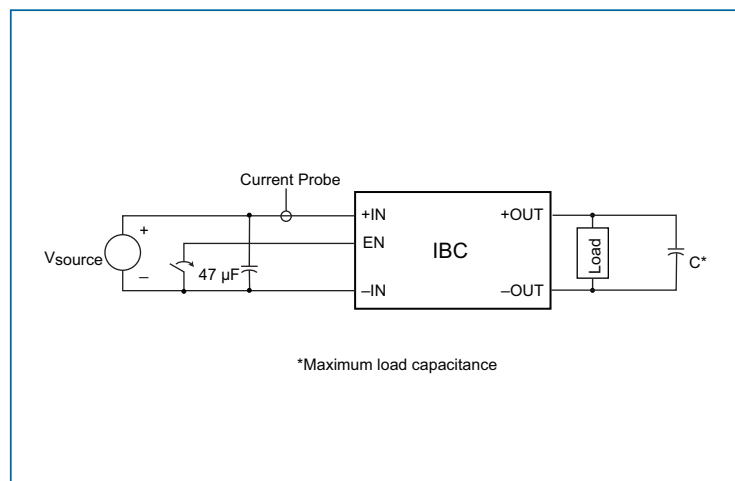 Current Probe
+IN
+OUT
+
EN
IBC
Load
Vsource
C*
47 µF
–
–IN
–OUT
*Maximum load capacitance